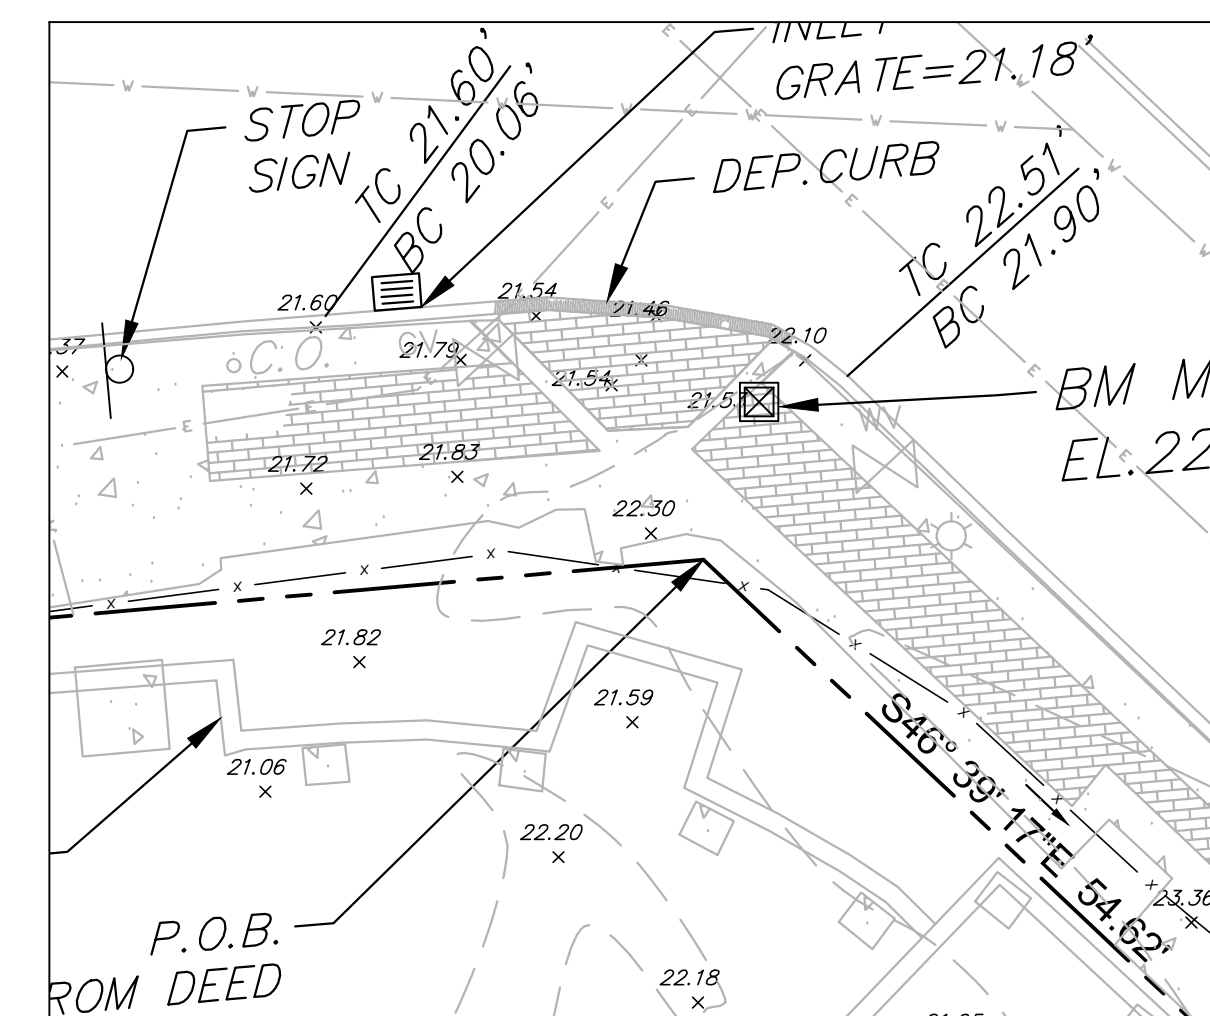 INLET
GRATE=21.18'
STOP
SIGN
TC 21.60'
BC 20.06'
DEP.CURB
TC 22.51'
BC 21.90'
21.60
21.54
21.46
22.10
.37
C.O.
GV
21.79
21.54
21.5
BM M
EL.22
21.72
21.83
22.30
21.82
21.59
S46° 39' 17"E 54.62'
21.06
22.20
23.36
P.O.B.
ROM DEED
22.18
W W W W W W W W
W W W
E E E E E E E E E
x x x x x x